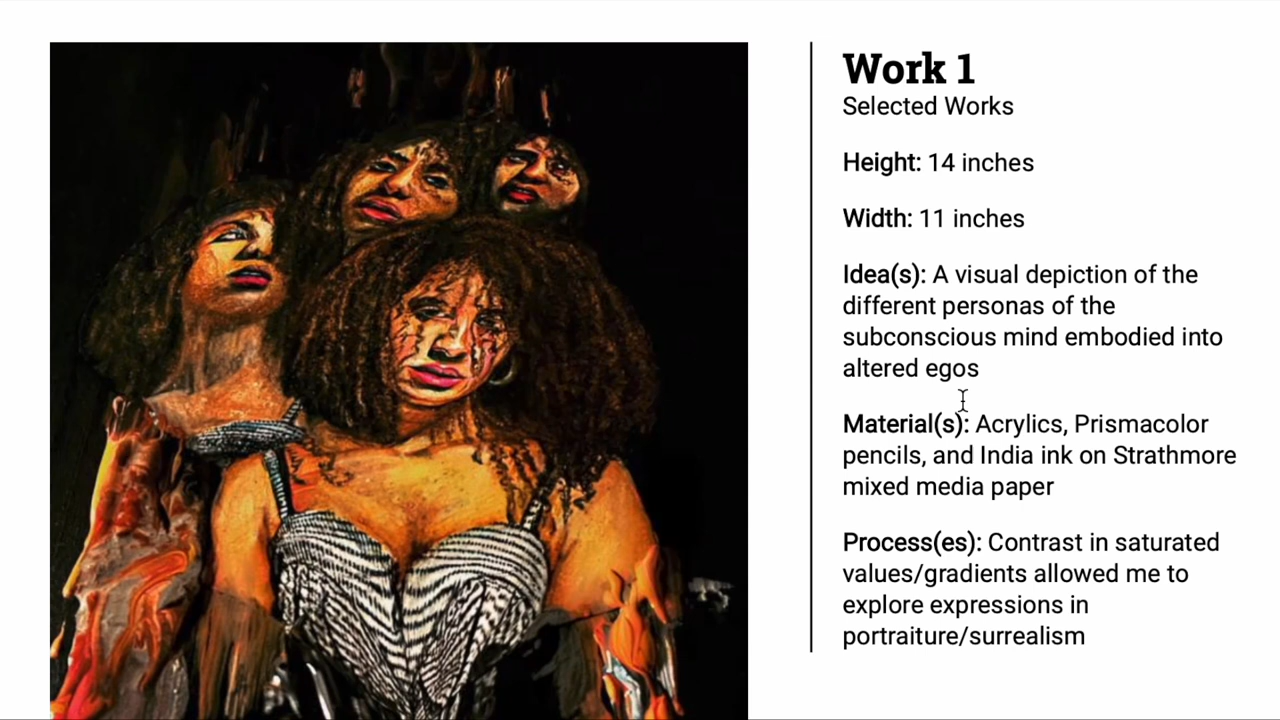 Work 1
Selected Works
Height: 14 inches
Width: 11 inches
Idea(s): A visual depiction of the
different personas of the
subconscious mind embodied into
altered egos
Material(s): Acrylics, Prismacolor
pencils, and India ink on Strathmore
mixed media paper
Process(es): Contrast in saturated
values/gradients allowed me to
explore expressions in
portraiture/surrealism